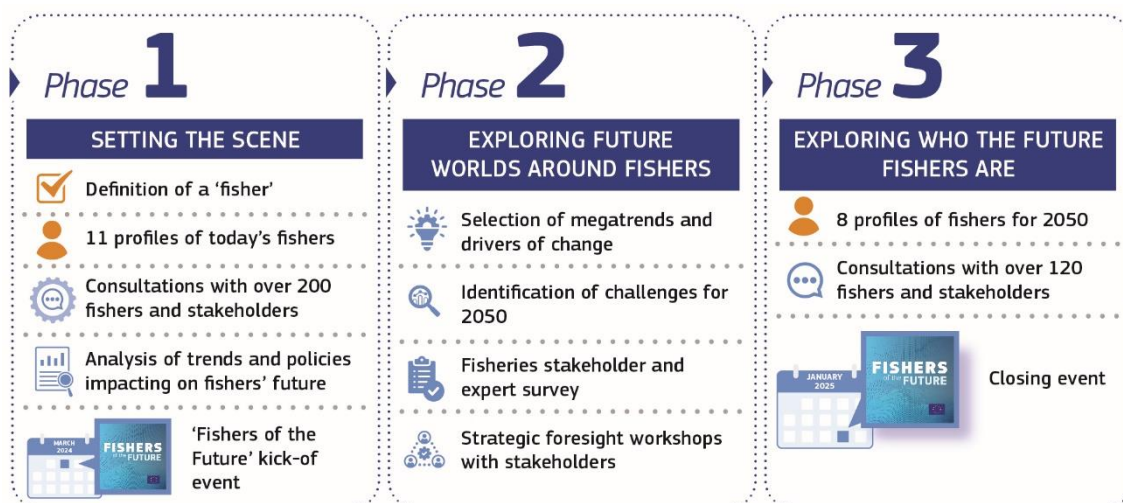 Phase 1
SETTING THE SCENE
Definition of a ‘fisher’
11 profiles of today’s fishers
Consultations with over 200
fishers and stakeholders
Analysis of trends and policies
impacting on fishers’ future
MARCH
2024
FISHERS
of the FUTURE
‘Fishers of the
Future’ kick-of
event
Phase 2
EXPLORING FUTURE
WORLDS AROUND FISHERS
Selection of megatrends and
drivers of change
Identification of challenges for
2050
Fisheries stakeholder and
expert survey
Strategic foresight workshops
with stakeholders
Phase 3
EXPLORING WHO THE FUTURE
FISHERS ARE
8 profiles of fishers for 2050
Consultations with over 120
fishers and stakeholders
JANUARY
2025
FISHERS
of the FUTURE
Closing event